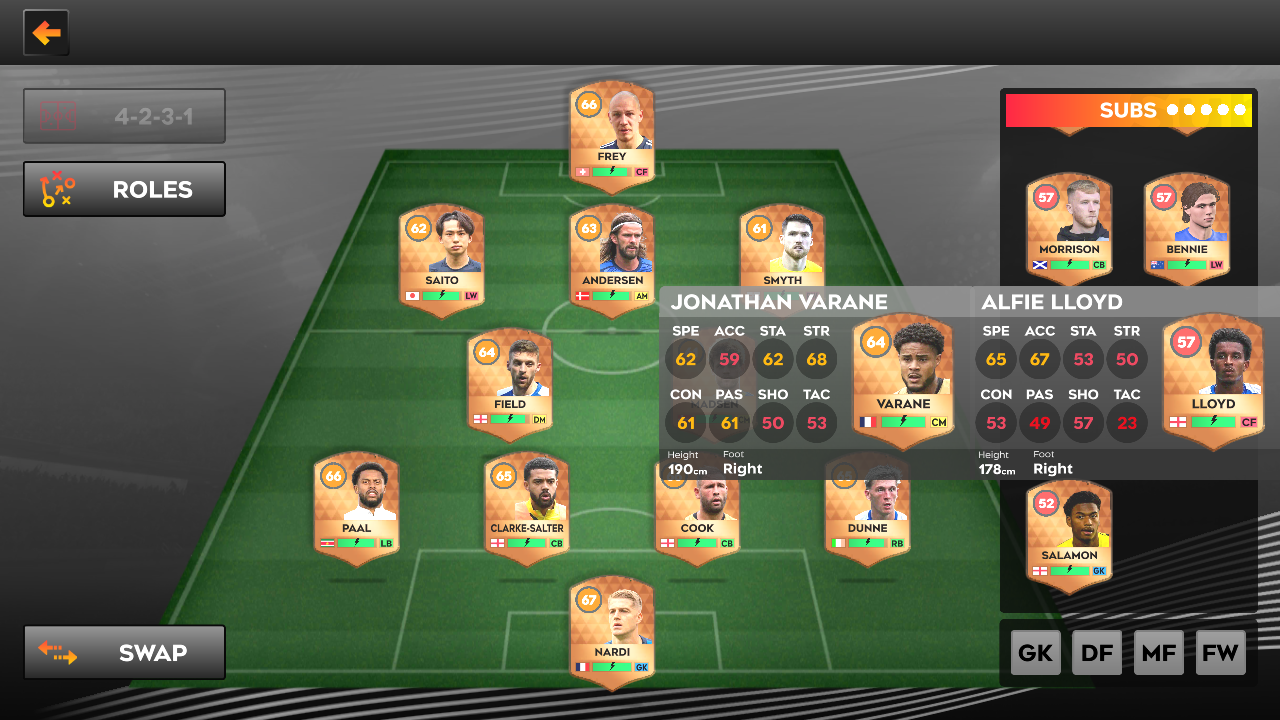 4-2-3-1
ROLES
SWAP
66
FREY
CF
62
SAITO
LW
63
ANDERSEN
AM
61
SMYTH
64
FIELD
DM
66
PAAL
LB
65
CLARKE-SALTER
CB
COOK
CB
DUNNE
RB
67
NARDI
GK
JONATHAN VARANE
SPE ACC STA STR
62 59 62 68
CON PAS SHO TAC
61 61 50 53
Height Foot
190cm Right
64
VARANE
CM
ALFIE LLOYD
SPE ACC STA STR
65 67 53 50
CON PAS SHO TAC
53 49 57 23
Height Foot
178cm Right
57
LLOYD
CF
SUBS
57
MORRISON
CB
57
BENNIE
LW
52
SALAMON
GK
GK DF MF FW